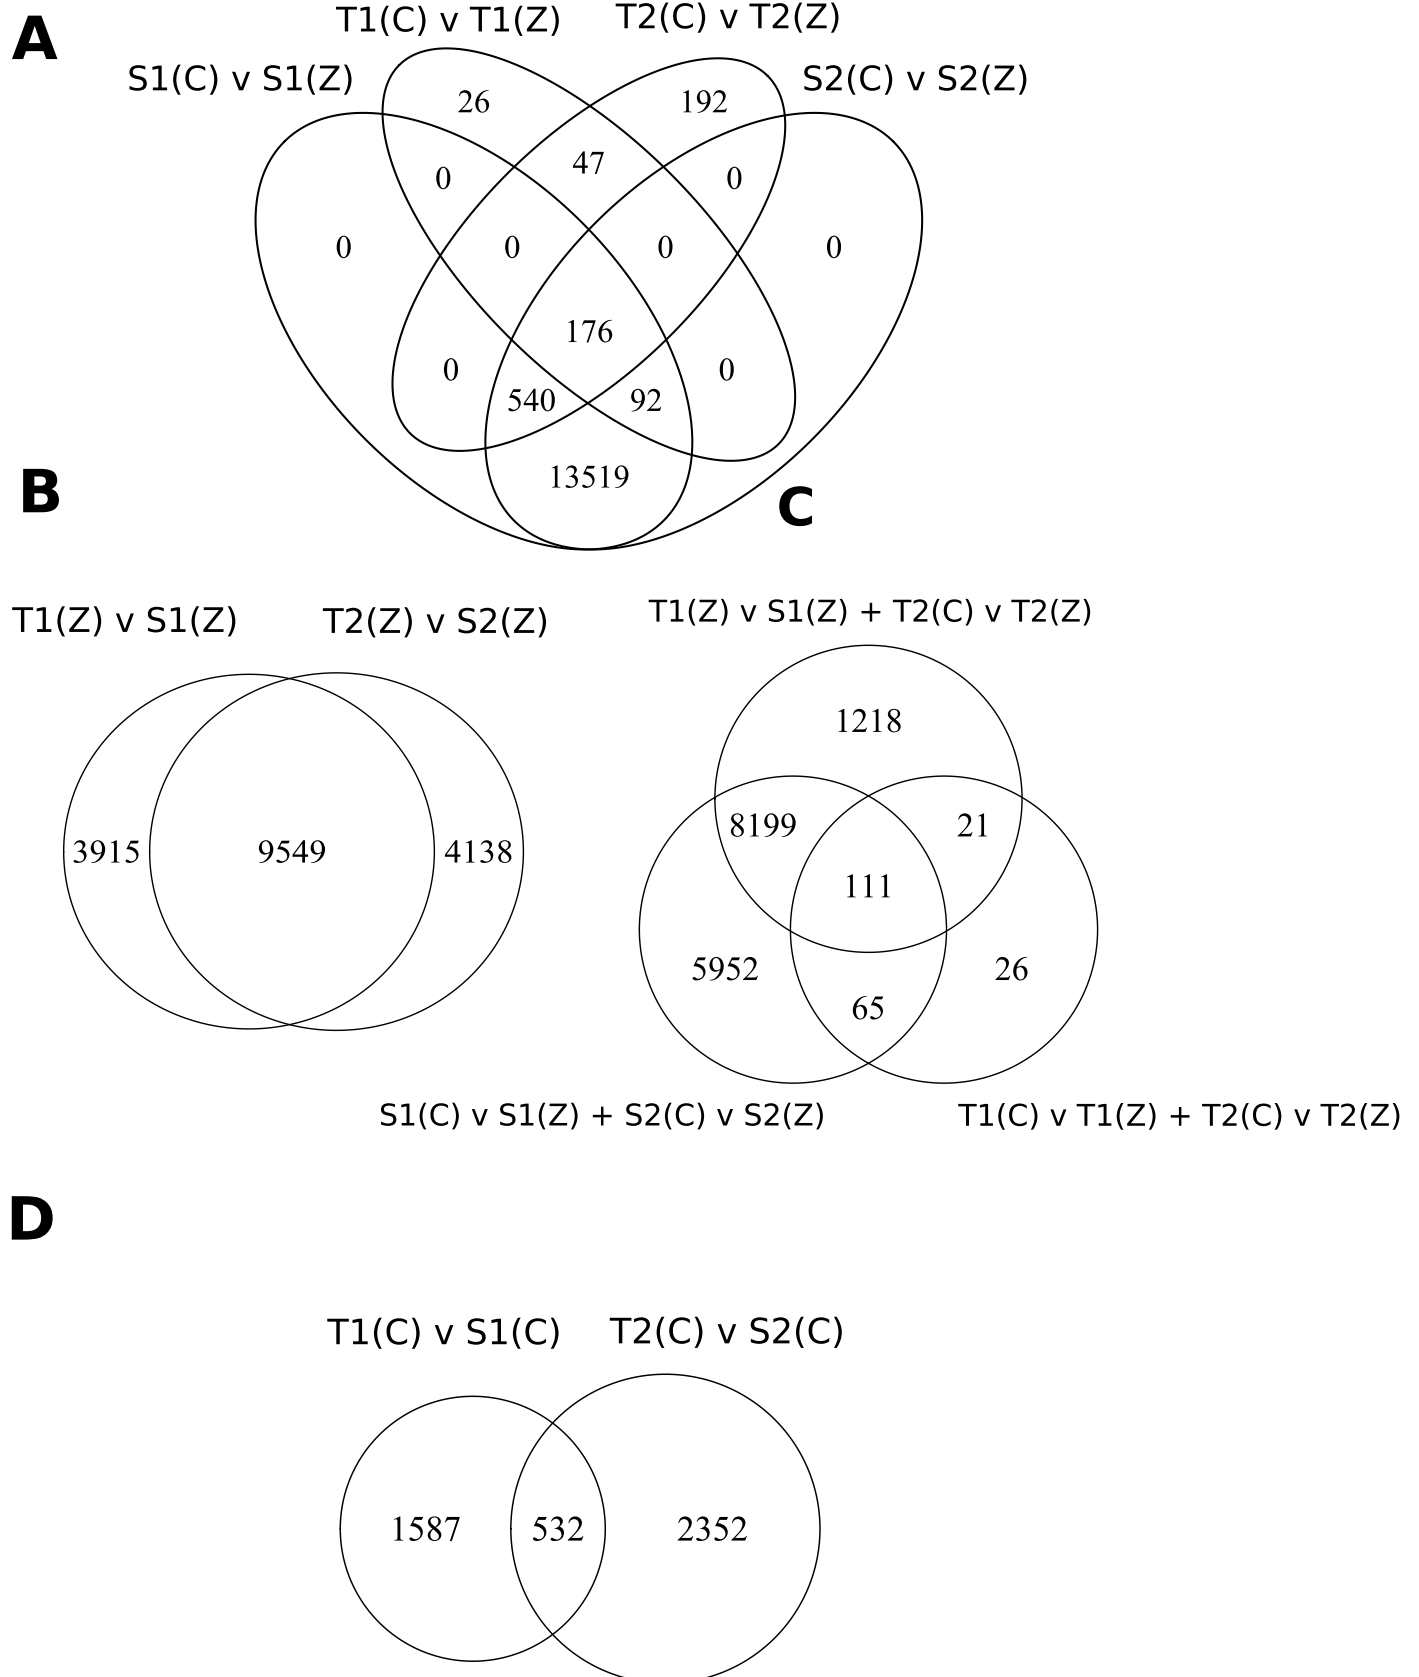 A
T1(C) v T1(Z) T2(C) v T2(Z)
S1(C) v S1(Z) S2(C) v S2(Z)
26 192
47
0 0
0 0 0 0
176
0 0
540 92
13519
B
C
T1(Z) v S1(Z) T2(Z) v S2(Z)
3915 9549 4138
T1(Z) v S1(Z) + T2(C) v T2(Z)
1218
8199 21
111
5952 26
65
S1(C) v S1(Z) + S2(C) v S2(Z) T1(C) v T1(Z) + T2(C) v T2(Z)
D
T1(C) v S1(C) T2(C) v S2(C)
1587 532 2352